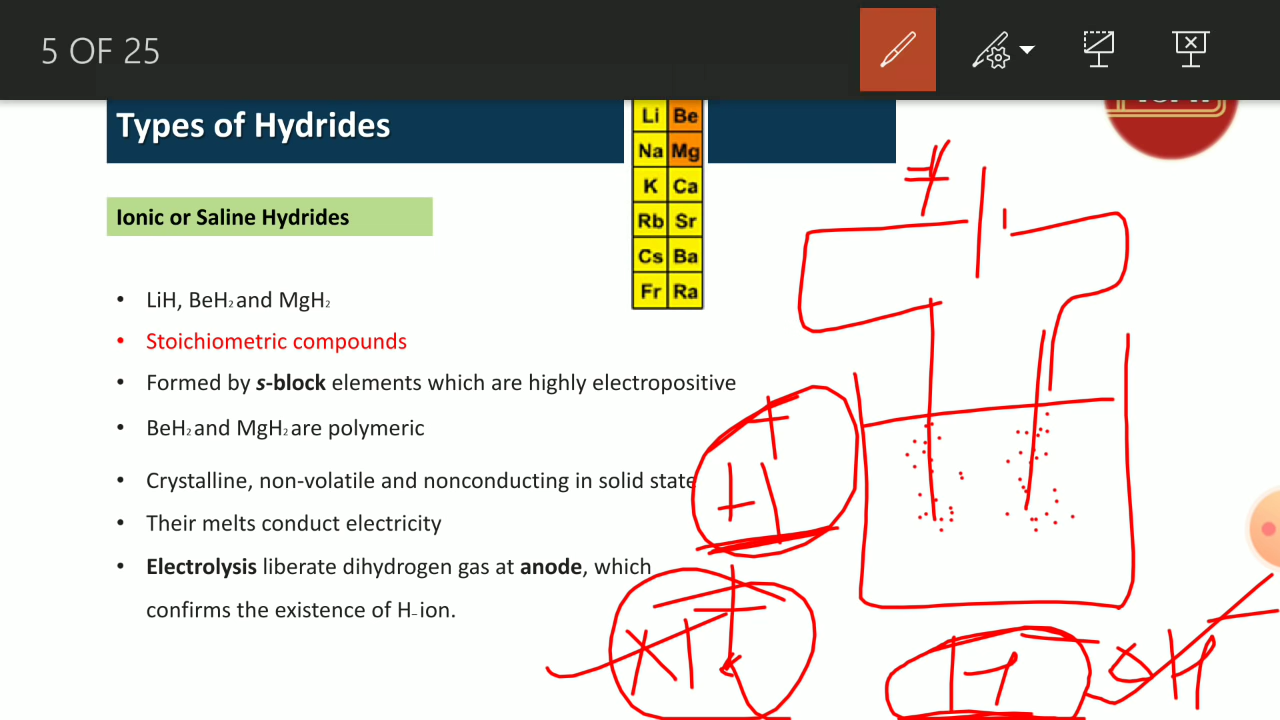 5 OF 25
Types of Hydrides
Li Be
Na Mg
K Ca
Rb Sr
Cs Ba
Fr Ra
Ionic or Saline Hydrides
• LiH, BeH₂ and MgH₂
• Stoichiometric compounds
• Formed by s-block elements which are highly electropositive
• BeH₂ and MgH₂ are polymeric
• Crystalline, non-volatile and nonconducting in solid state
• Their melts conduct electricity
• Electrolysis liberate dihydrogen gas at anode, which
confirms the existence of H– ion.
H+
H